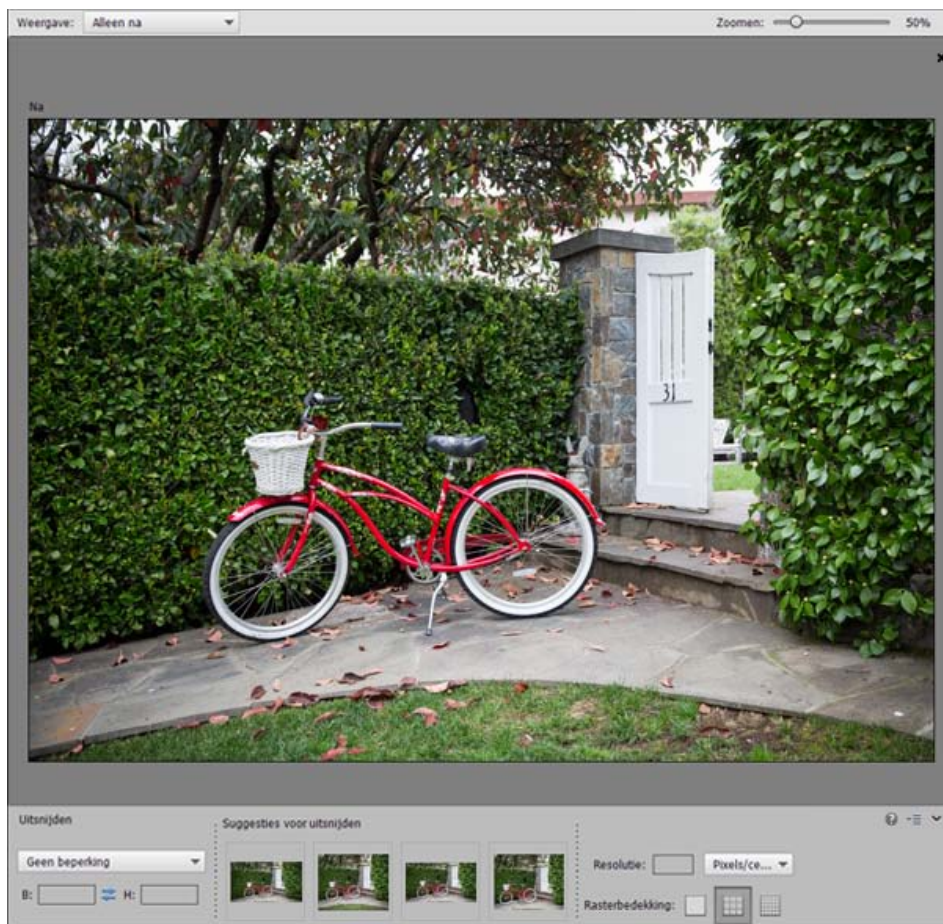 Weergave: Alleen na Zoomen: 50%
Na
31
Uitsnijden
Suggesties voor uitsnijden
Geen beperking
Resolutie: Pixels/ce...
B: H:
Rasterbedekking: